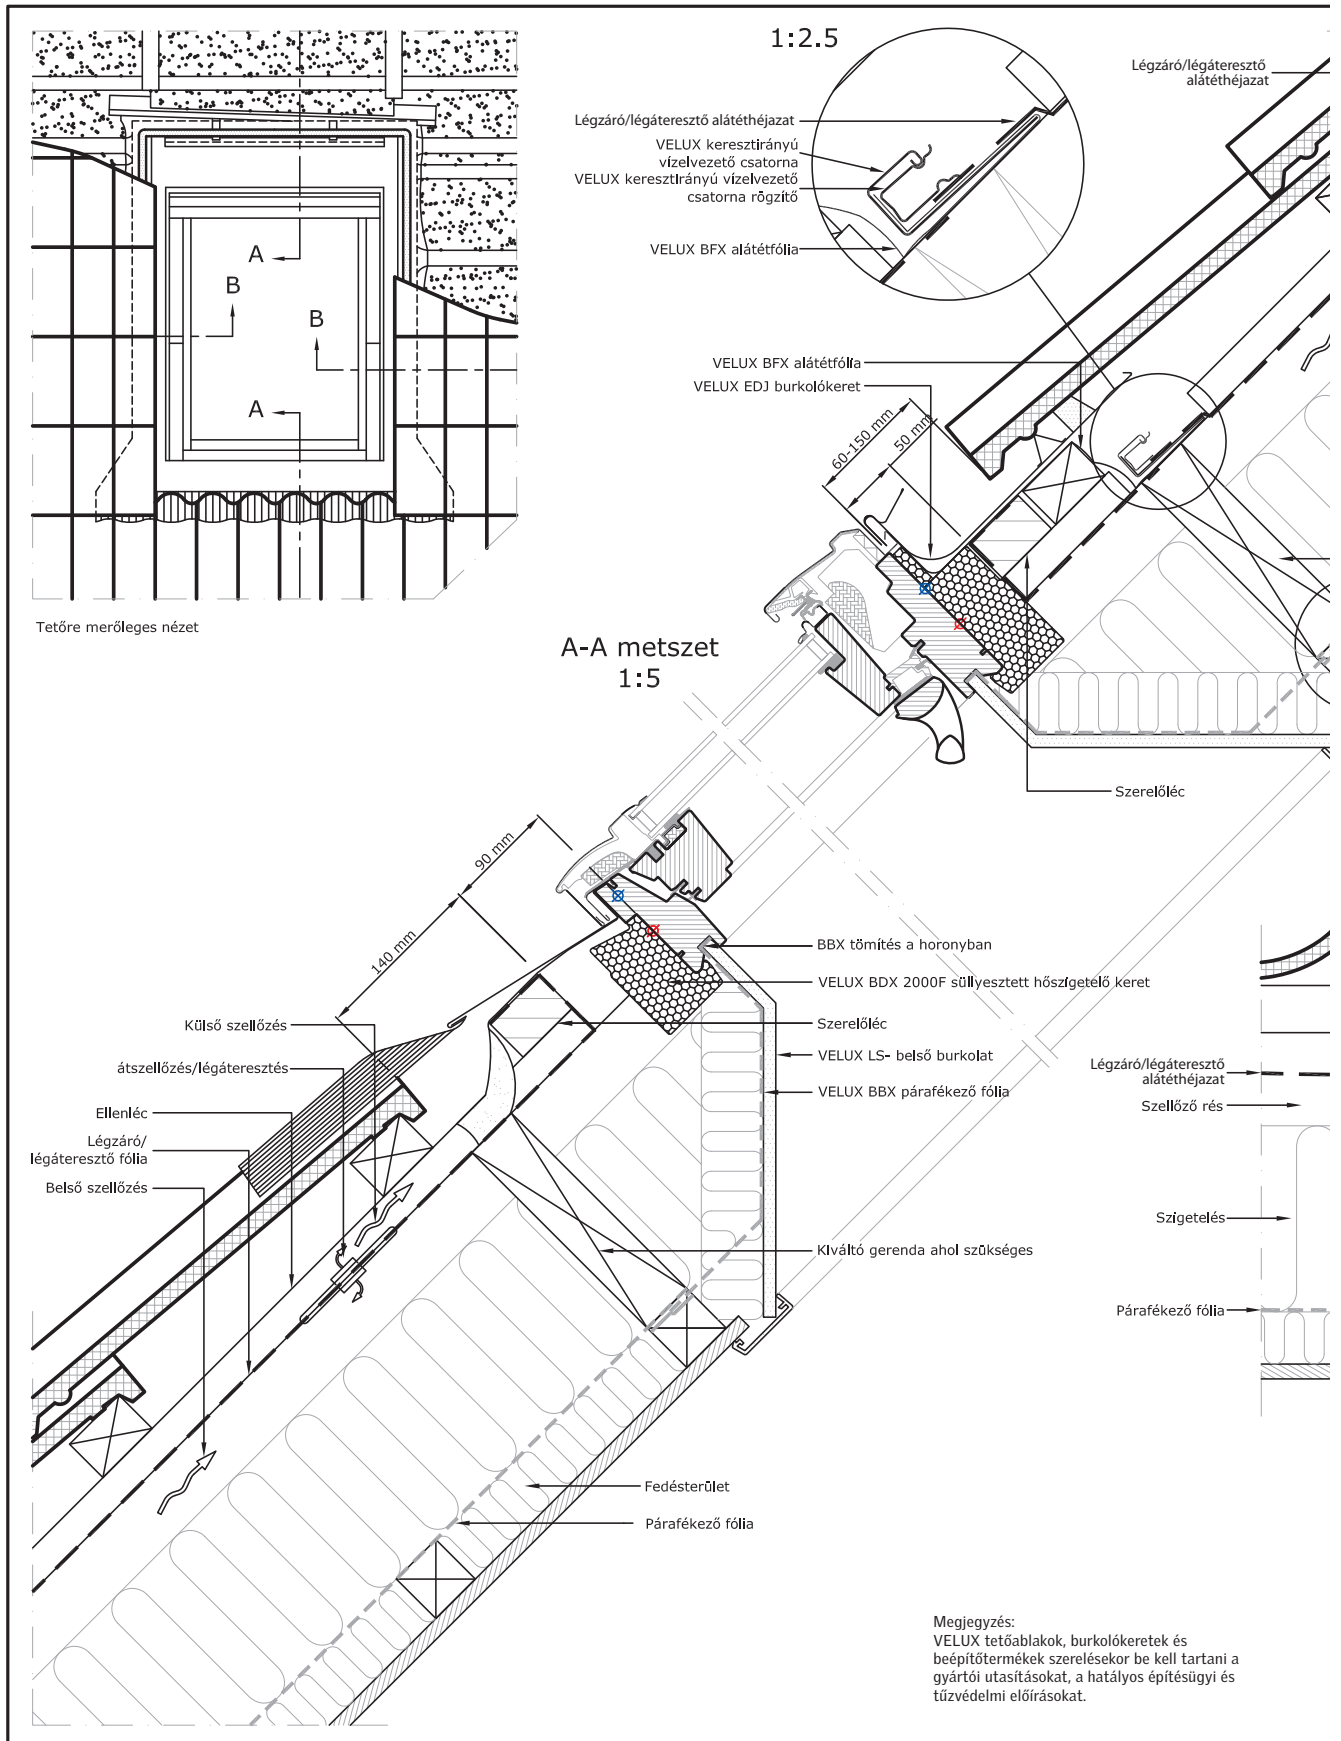 1:2.5
Légzáró/légáteresztő
alátéthéjazat
Légzáró/légáteresztő alátéthéjazat
VELUX keresztirányú
vízelvezető csatorna
VELUX keresztirányú vízelvezető
csatorna rögzítő
VELUX BFX alátétfólia
A
B
B
A
VELUX BFX alátétfólia
VELUX EDJ burkolókeret
60-150 mm
50 mm
Tetőre merőleges nézet
A-A metszet
1:5
Szerelőléc
90 mm
140 mm
BBX tömítés a horonyban
VELUX BDX 2000F süllyesztett hőszigetelő keret
Szerelőléc
VELUX LS- belső burkolat
VELUX BBX párafékező fólia
Külső szellőzés
átszellőzés/légáteresztés
Ellenléc
Légzáró/
légáteresztő fólia
Belső szellőzés
Légzáró/légáteresztő
alátéthéjazat
Szellőző rés
Szigetelés
Párafékező fólia
Kiváltó gerenda ahol szükséges
Fedésterület
Párafékező fólia
Megjegyzés:
VELUX tetőablakok, burkolókeretek és
beépítőtermékek szerelésekor be kell tartani a
gyártói utasításokat, a hatályos építésügyi és
tűzvédelmi előírásokat.